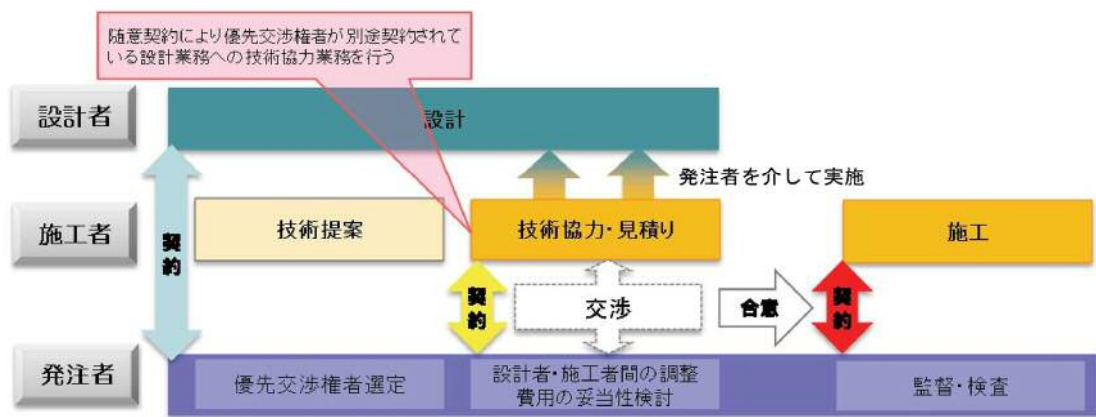 随意契約により優先交渉権者が別途契約されて
いる設計業務への技術協力業務を行う
設計者
設計
発注者を介して実施
施工者
技術提案
技術協力・見積り
施工
契約
契約
交渉
合意
契約
発注者
優先交渉権者選定
設計者・施工者間の調整
費用の妥当性検討
監督・検査